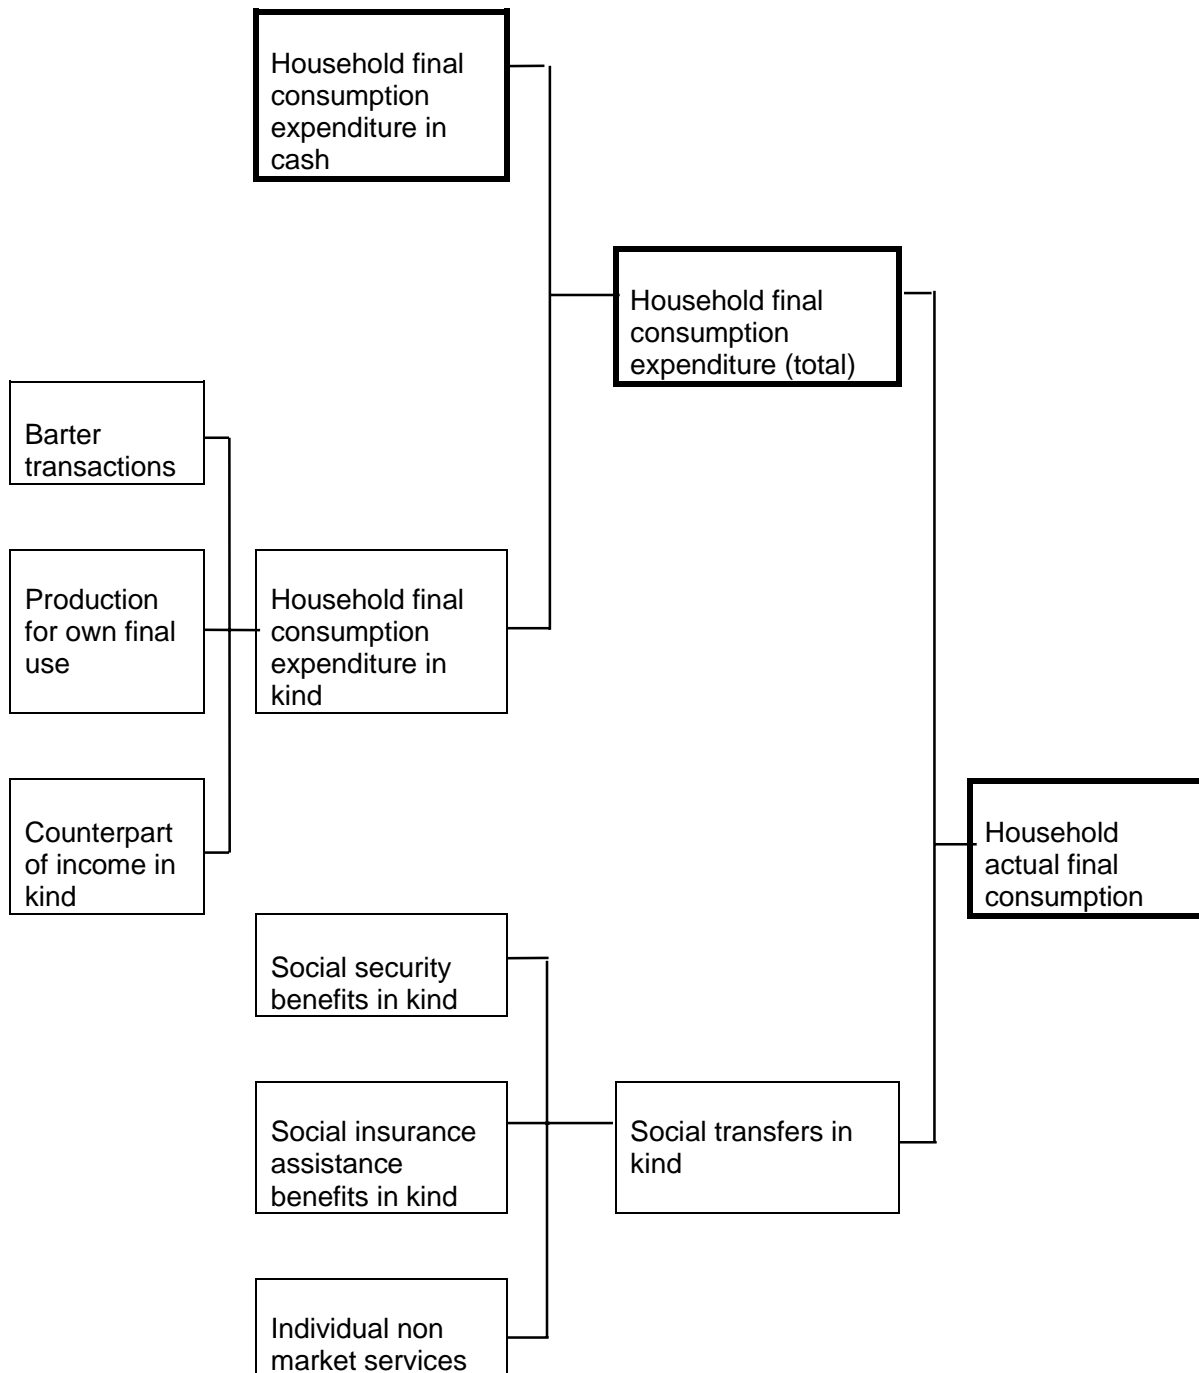 Household final
consumption
expenditure in
cash
Household final
consumption
expenditure (total)
Barter
transactions
Production
for own final
use
Household final
consumption
expenditure in
kind
Counterpart
of income in
kind
Household
actual final
consumption
Social security
benefits in kind
Social insurance
assistance
benefits in kind
Social transfers in
kind
Individual non
market services